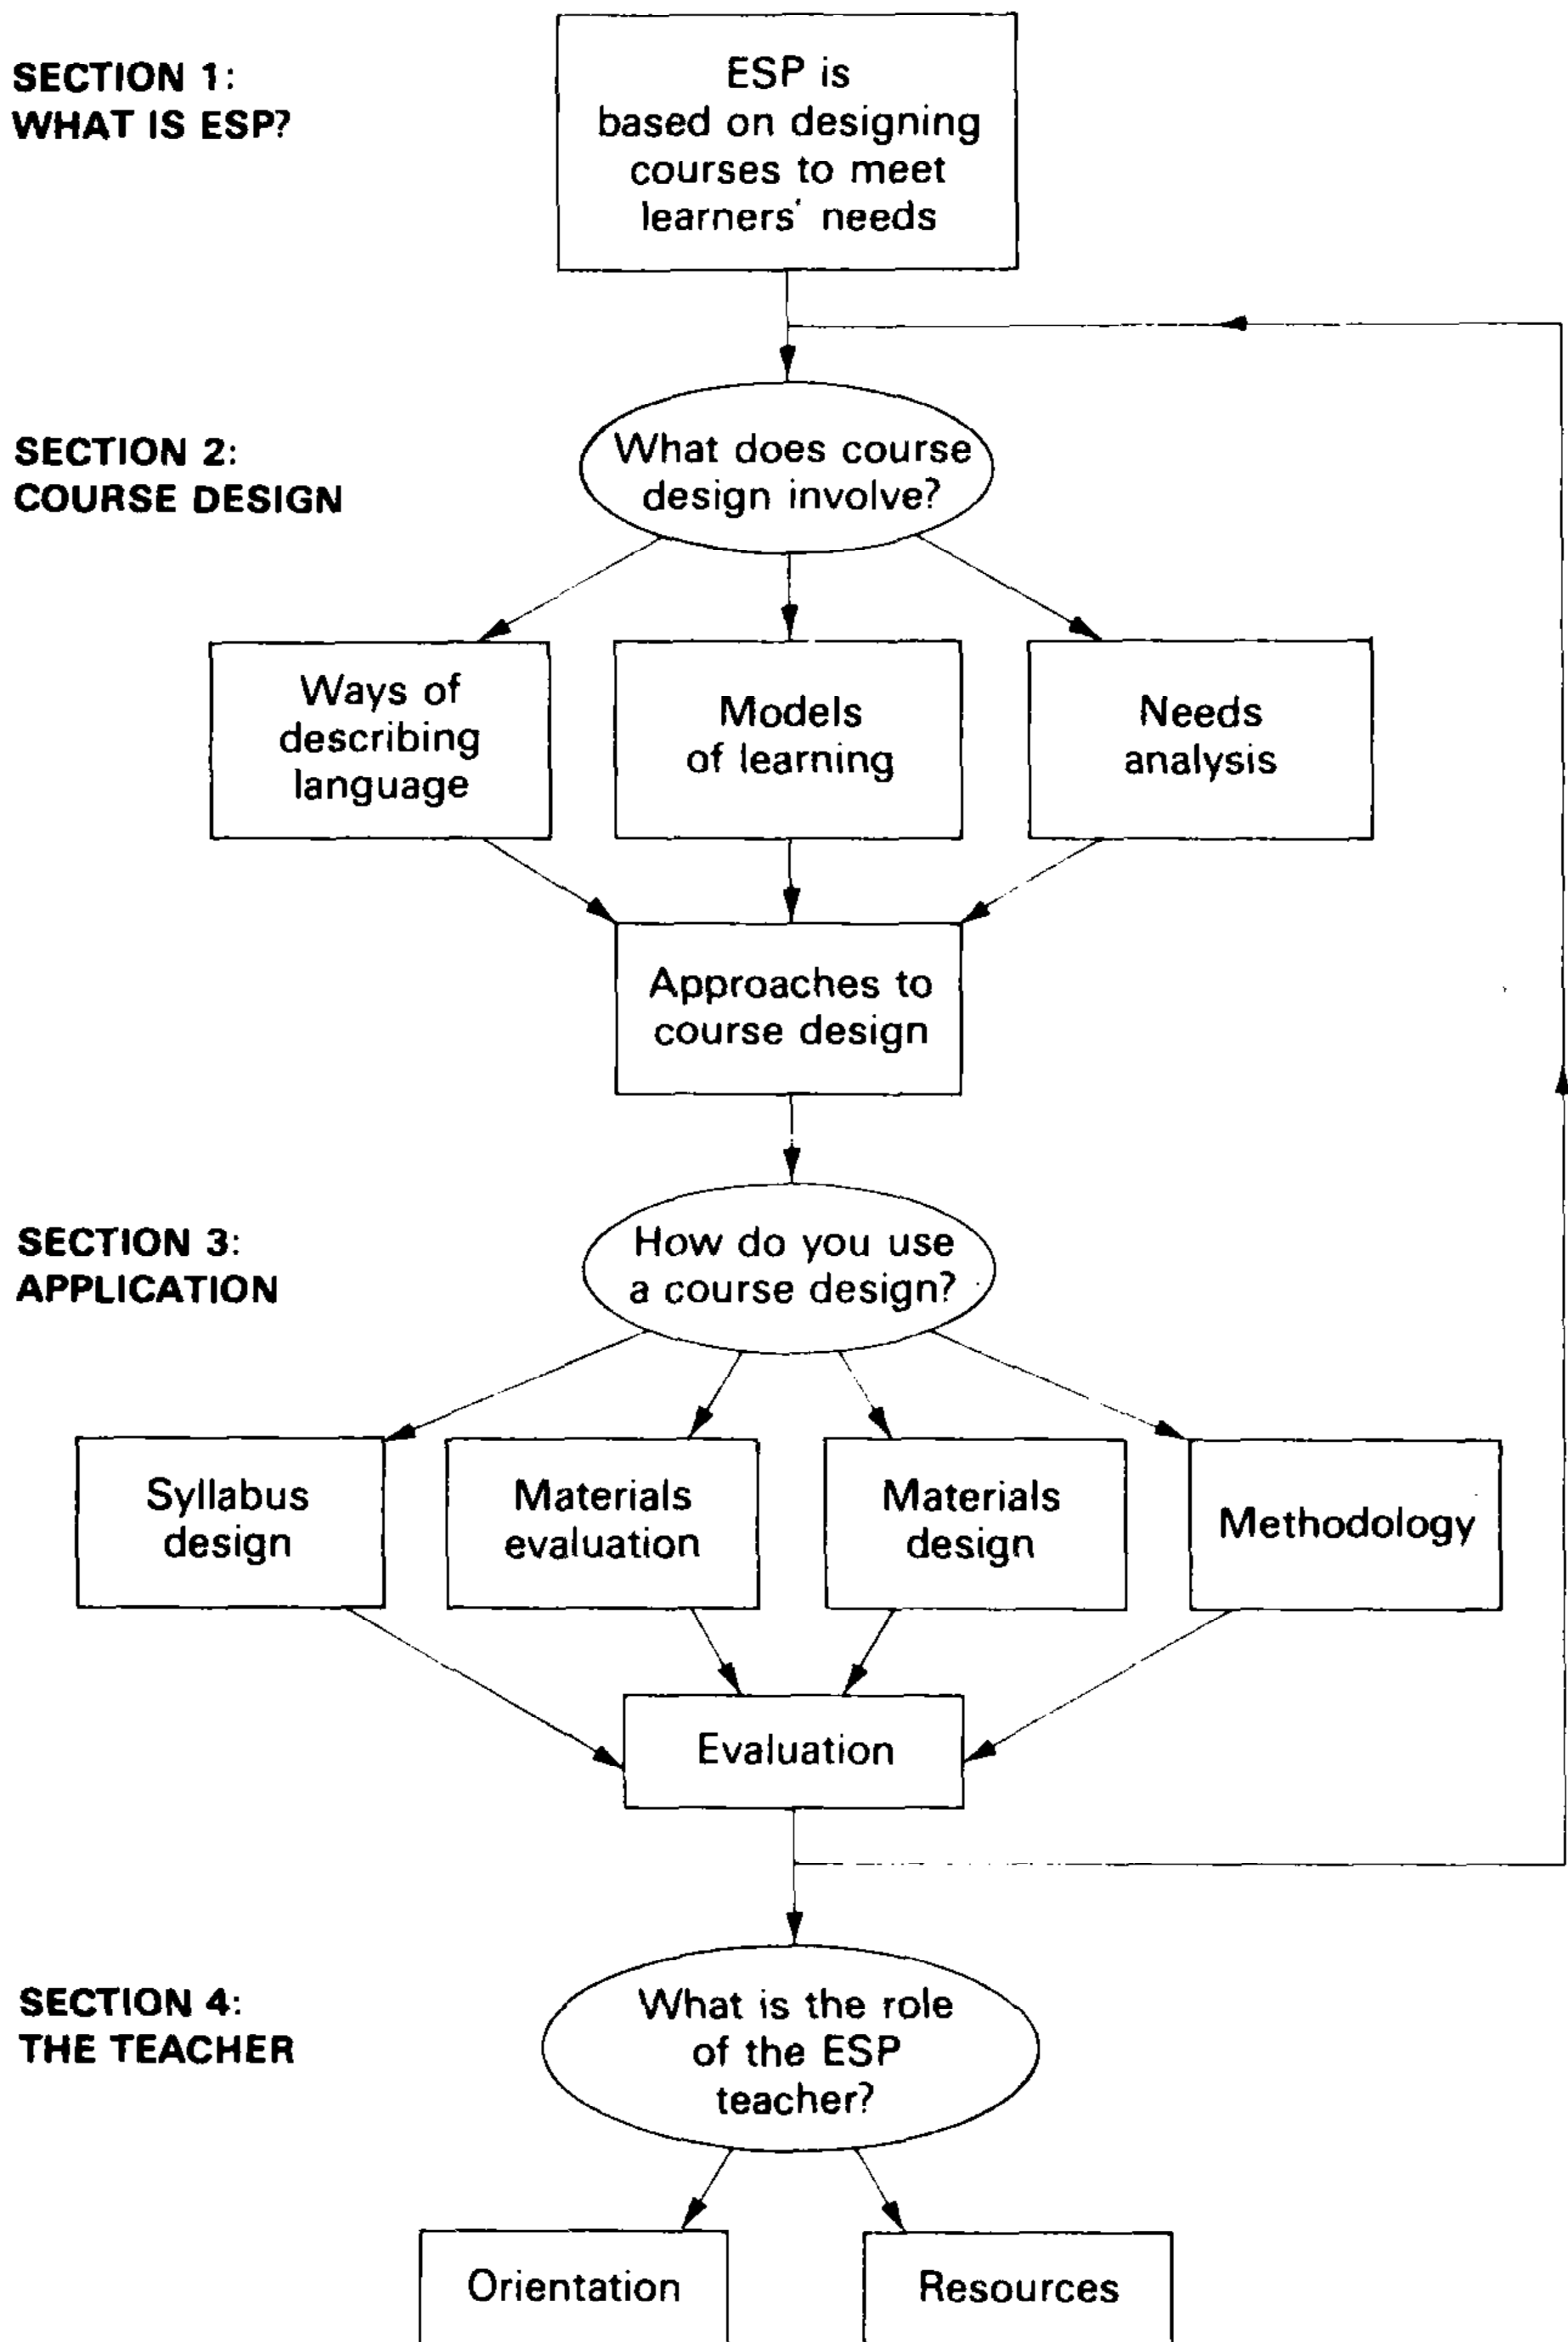 SECTION 1:
WHAT IS ESP?
ESP is
based on designing
courses to meet
learners' needs
SECTION 2:
COURSE DESIGN
What does course
design involve?
Ways of
describing
language
Models
of learning
Needs
analysis
Approaches to
course design
SECTION 3:
APPLICATION
How do you use
a course design?
Syllabus
design
Materials
evaluation
Materials
design
Methodology
Evaluation
SECTION 4:
THE TEACHER
What is the role
of the ESP
teacher?
Orientation
Resources